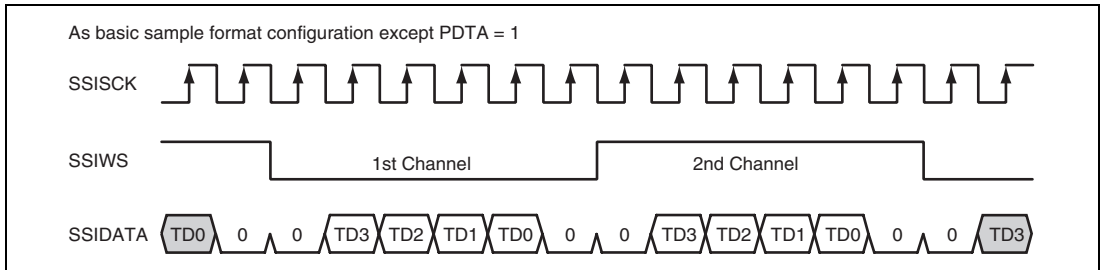 As basic sample format configuration except PDTA = 1
SSISCK
SSIWS 1st Channel 2nd Channel
SSIDATA TD0 0 0 TD3 TD2 TD1 TD0 0 0 TD3 TD2 TD1 TD0 0 0 TD3